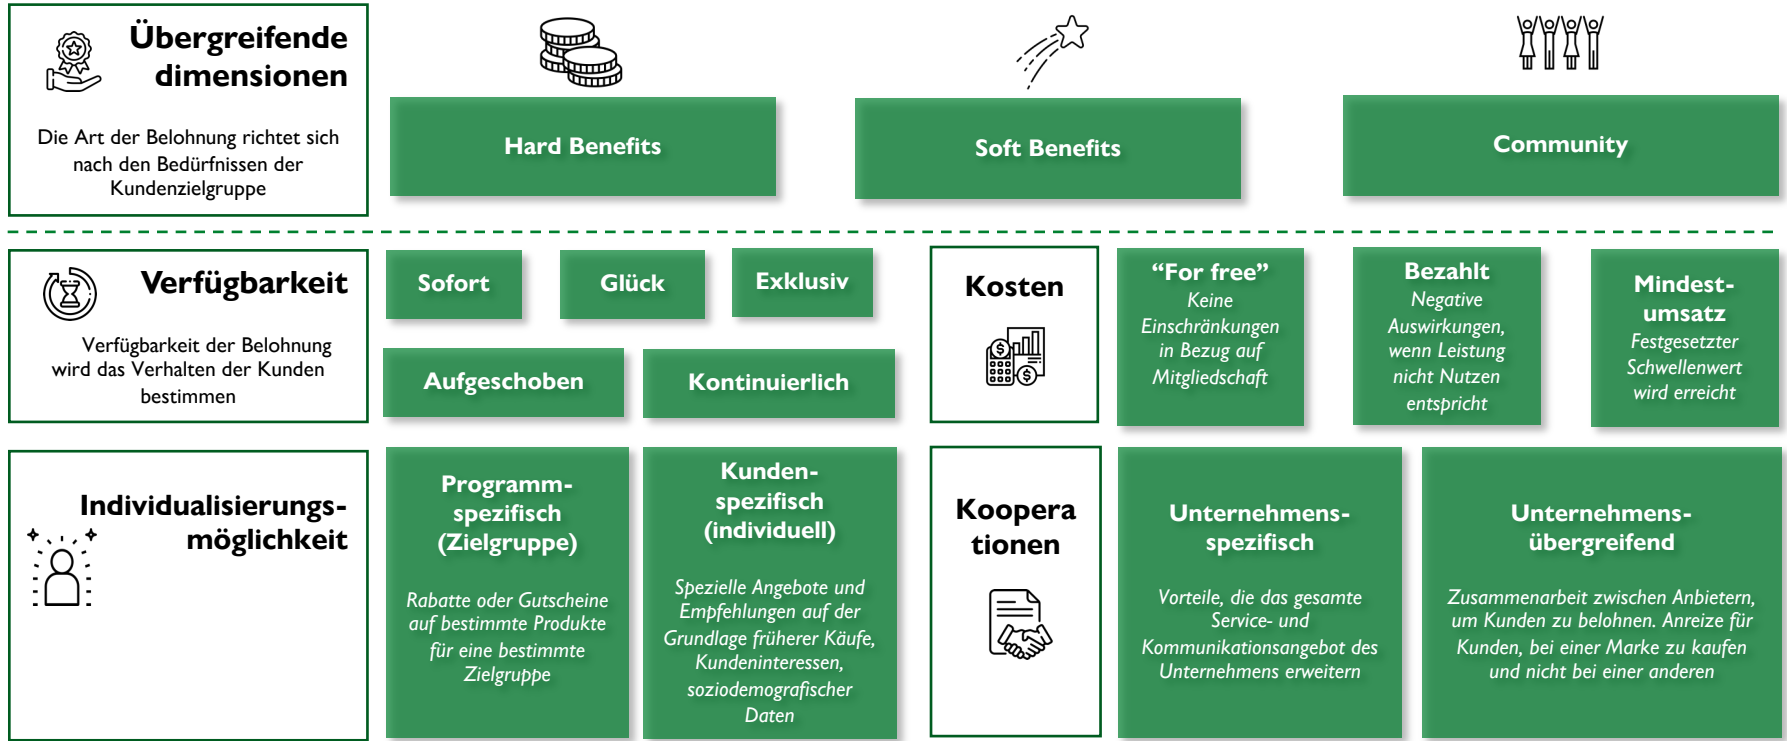 Übergreifende
dimensionen
Die Art der Belohnung richtet sich
nach den Bedürfnissen der
Kundenzielgruppe
Hard Benefits
Soft Benefits
Community
Verfügbarkeit
Verfügbarkeit der Belohnung
wird das Verhalten der Kunden
bestimmen
Sofort
Glück
Exklusiv
Aufgeschoben
Kontinuierlich
Kosten
“For free”
Keine
Einschränkungen
in Bezug auf
Mitgliedschaft
Bezahlt
Negative
Auswirkungen,
wenn Leistung
nicht Nutzen
entspricht
Mindest-
umsatz
Festgesetzter
Schwellenwert
wird erreicht
Individualisierungs-
möglichkeit
Programm-
spezifisch
(Zielgruppe)
Rabatte oder Gutscheine
auf bestimmte Produkte
für eine bestimmte
Zielgruppe
Kunden-
spezifisch
(individuell)
Spezielle Angebote und
Empfehlungen auf der
Grundlage früherer Käufe,
Kundeninteressen,
soziodemografischer
Daten
Koopera
tionen
Unternehmens-
spezifisch
Vorteile, die das gesamte
Service- und
Kommunikationsangebot des
Unternehmens erweitern
Unternehmens-
übergreifend
Zusammenarbeit zwischen Anbietern,
um Kunden zu belohnen. Anreize für
Kunden, bei einer Marke zu kaufen
und nicht bei einer anderen